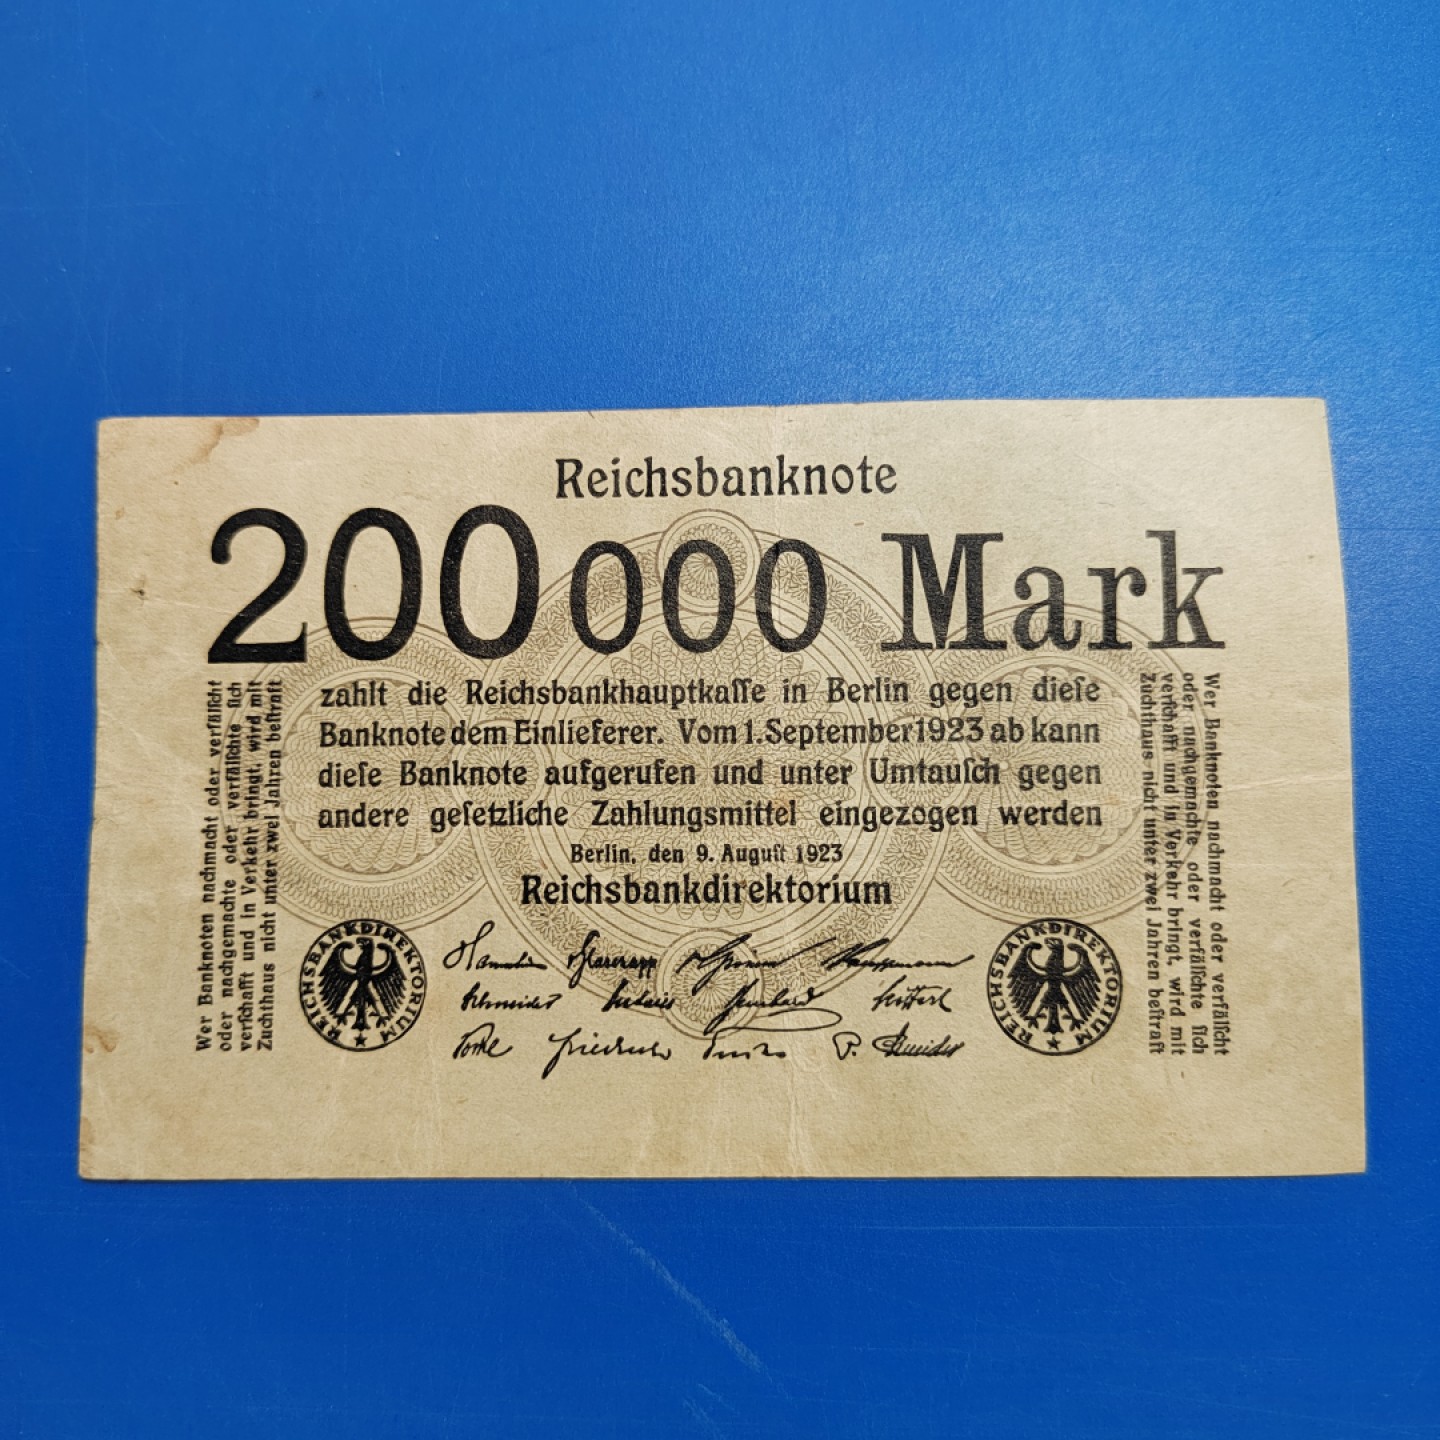 Reichsbanknote
200000 Mark
zahlt die Reichsbankhauptkaſſe in Berlin gegen dieſe
Banknote dem Einlieferer. Vom 1. September 1923 ab kann
dieſe Banknote aufgerufen und unter Umtauſch gegen
andere geſetzliche Zahlungsmittel eingezogen werden
Berlin, den 9. Auguſt 1923
Reichsbankdirektorium
Wer Banknoten nachmacht oder verfälſcht
oder nachgemachte oder verfälſchte ſich
verſchafft und in Verkehr bringt, wird mit
Zuchthaus nicht unter zwei Jahren beſtraft
Wer Banknoten nachmacht oder verfälſcht
oder nachgemachte oder verfälſchte ſich
verſchafft und in Verkehr bringt, wird mit
Zuchthaus nicht unter zwei Jahren beſtraft
REICHSBANKDIREKTORIUM
REICHSBANKDIREKTORIUM
Kauffmann
Schneider
Friedrich
P. Schneider